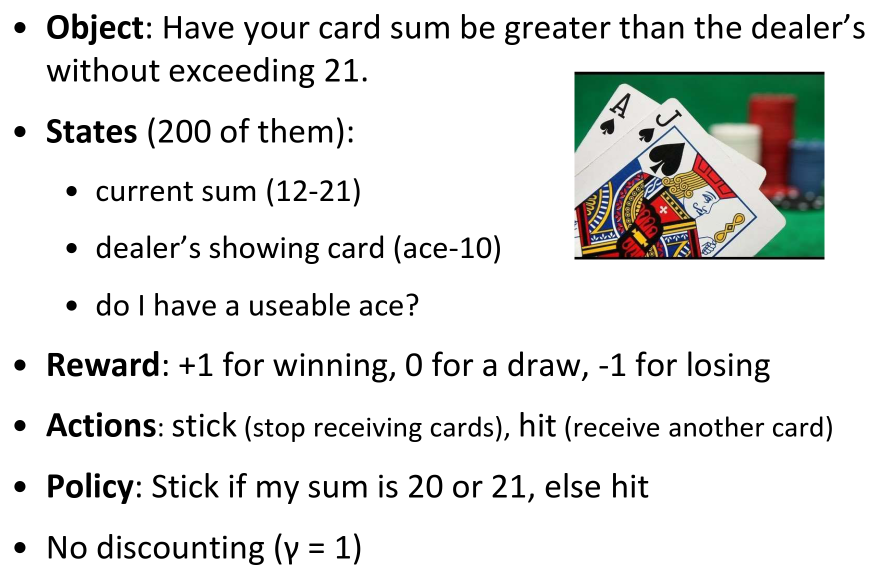 • Object: Have your card sum be greater than the dealer's
without exceeding 21.
• States (200 of them):
• current sum (12-21)
• dealer's showing card (ace-10)
• do I have a useable ace?
• Reward: +1 for winning, 0 for a draw, -1 for losing
• Actions: stick (stop receiving cards), hit (receive another card)
• Policy: Stick if my sum is 20 or 21, else hit
• No discounting (γ = 1)
A
J